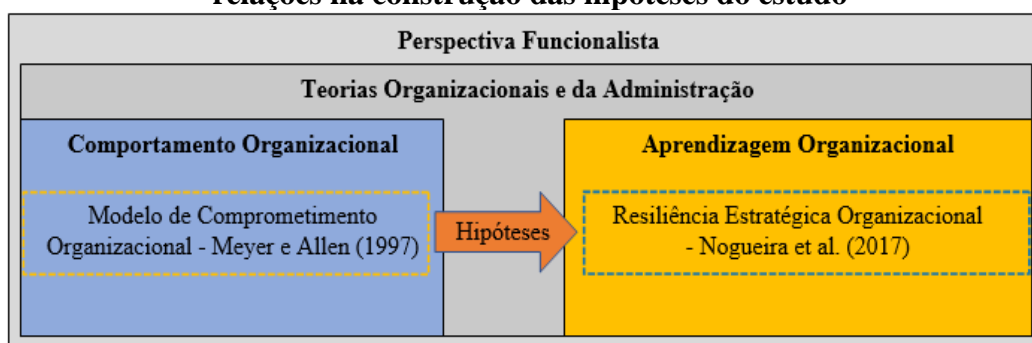 relações na construção das hipóteses do estudo
Perspectiva Funcionalista
Teorias Organizacionais e da Administração
Comportamento Organizacional
Modelo de Comprometimento
Organizacional - Meyer e Allen (1997)
Hipóteses
Aprendizagem Organizacional
Resiliência Estratégica Organizacional
- Nogueira et al. (2017)